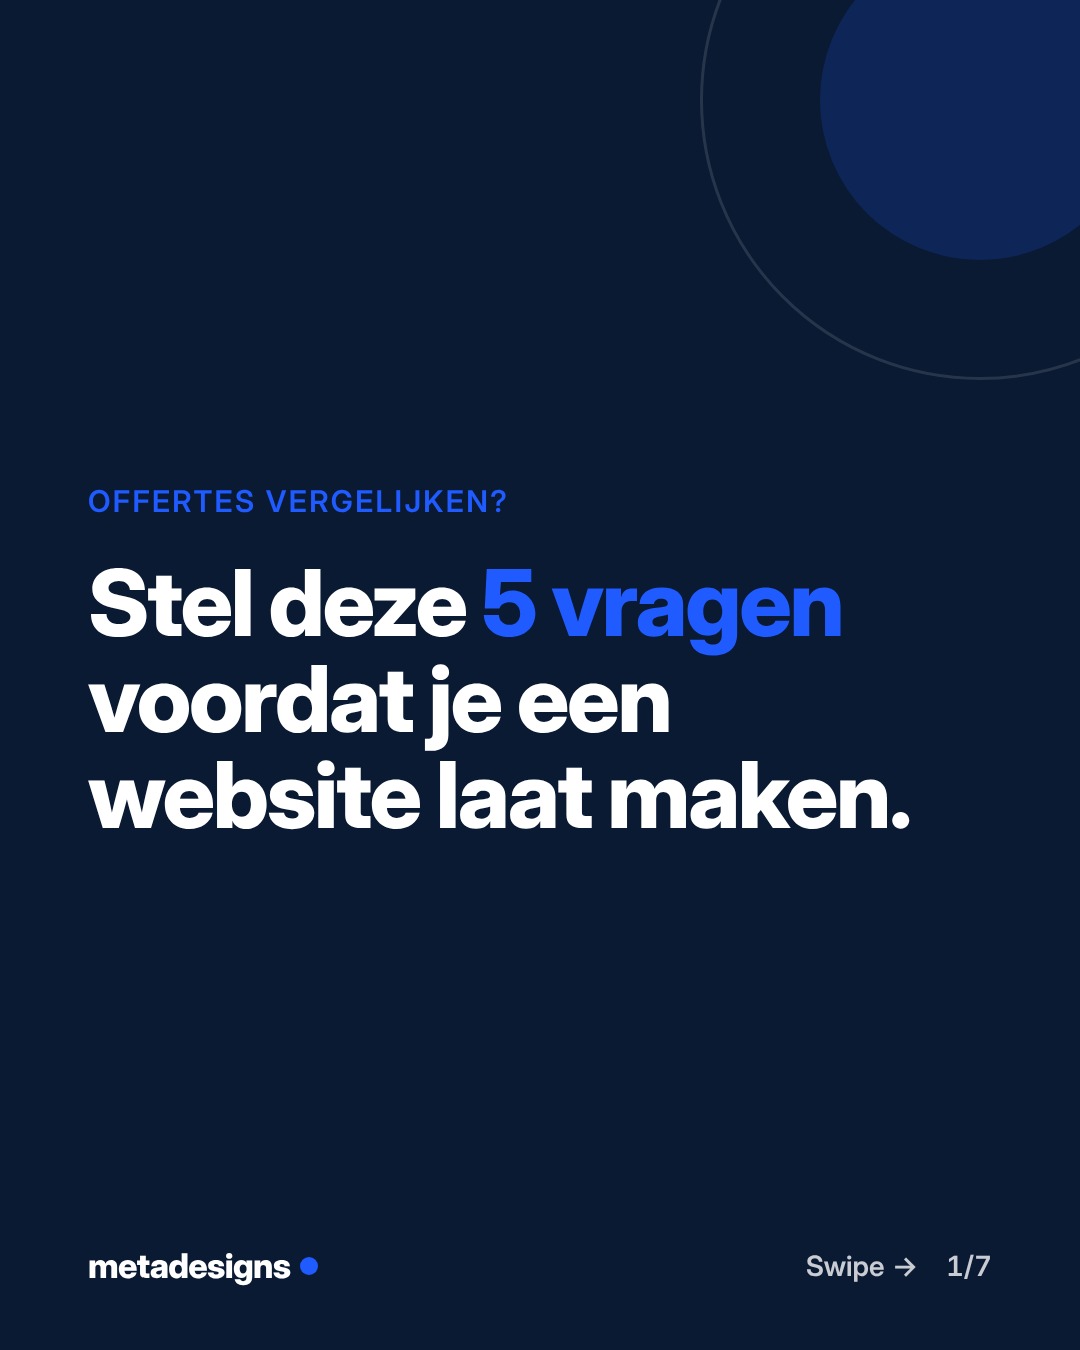 OFFERTES VERGELIJKEN?
Stel deze 5 vragen
voordat je een
website laat maken.
metadesigns
Swipe → 1/7